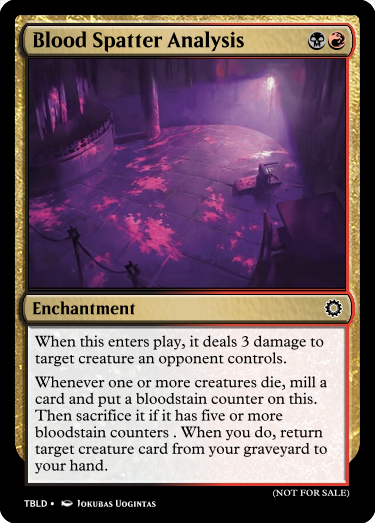 Blood Spatter Analysis
Enchantment
When this enters play, it deals 3 damage to
target creature an opponent controls.
Whenever one or more creatures die, mill a
card and put a bloodstain counter on this.
Then sacrifice it if it has five or more
bloodstain counters . When you do, return
target creature card from your graveyard to
your hand.
(NOT FOR SALE)
TBLD • Jokubas Uogintas